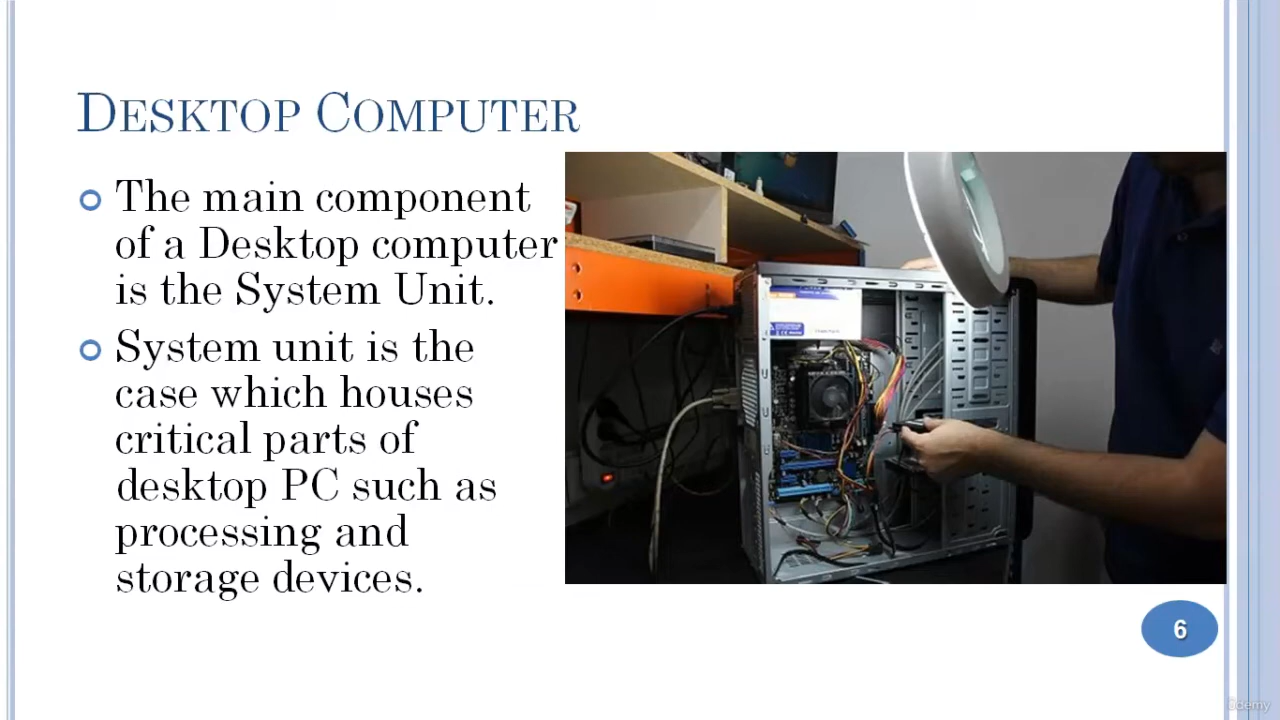 DESKTOP COMPUTER
The main component
of a Desktop computer
is the System Unit.
System unit is the
case which houses
critical parts of
desktop PC such as
processing and
storage devices.
6
ûdemy